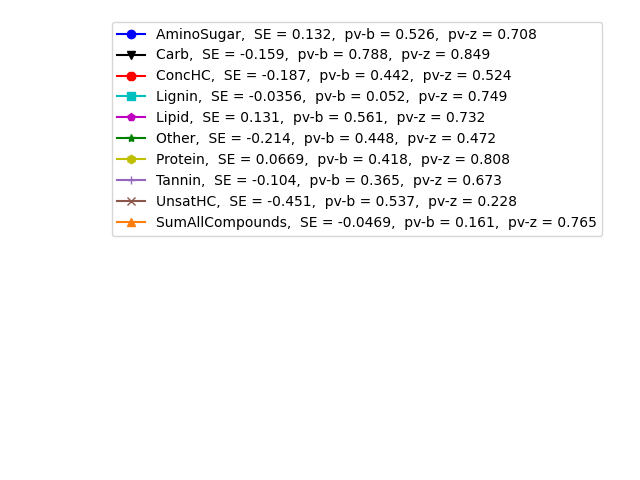 AminoSugar,  SE = 0.132,  pv-b = 0.526,  pv-z = 0.708
Carb,  SE = -0.159,  pv-b = 0.788,  pv-z = 0.849
ConcHC,  SE = -0.187,  pv-b = 0.442,  pv-z = 0.524
Lignin,  SE = -0.0356,  pv-b = 0.052,  pv-z = 0.749
Lipid,  SE = 0.131,  pv-b = 0.561,  pv-z = 0.732
Other,  SE = -0.214,  pv-b = 0.448,  pv-z = 0.472
Protein,  SE = 0.0669,  pv-b = 0.418,  pv-z = 0.808
Tannin,  SE = -0.104,  pv-b = 0.365,  pv-z = 0.673
UnsatHC,  SE = -0.451,  pv-b = 0.537,  pv-z = 0.228
SumAllCompounds,  SE = -0.0469,  pv-b = 0.161,  pv-z = 0.765